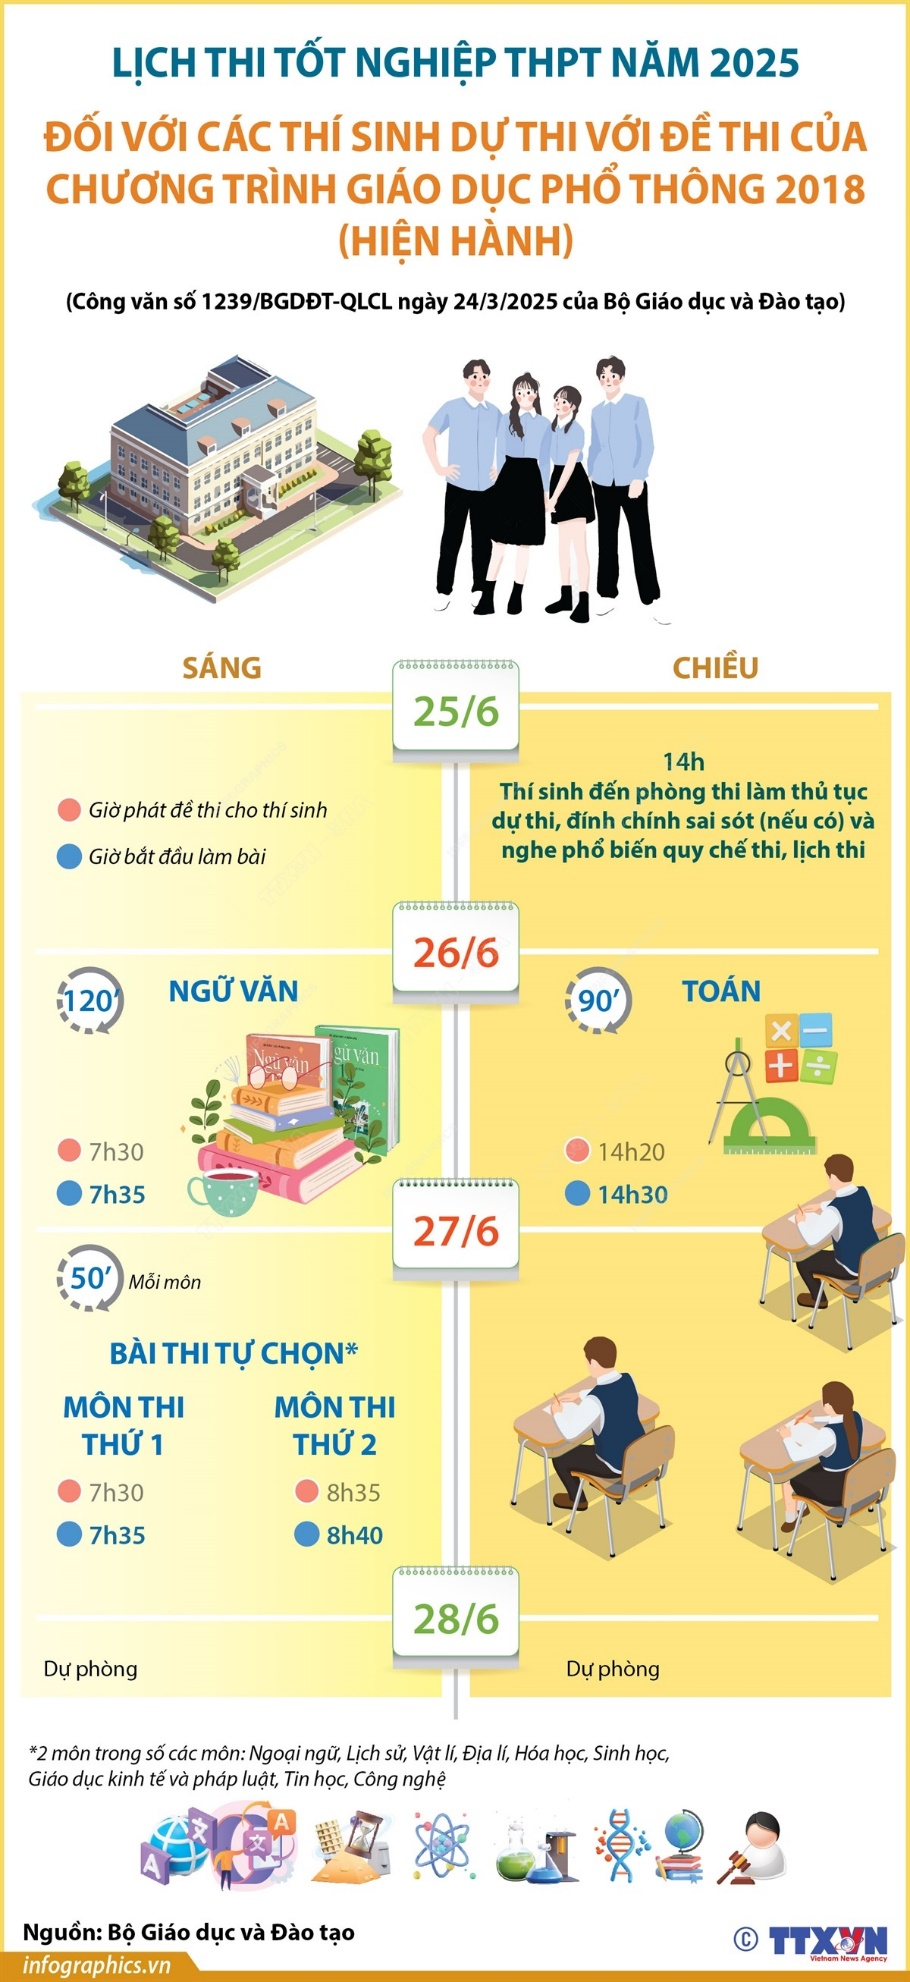 LỊCH THI TỐT NGHIỆP THPT NĂM 2025
ĐỐI VỚI CÁC THÍ SINH DỰ THI VỚI ĐỀ THI CỦA
CHƯƠNG TRÌNH GIÁO DỤC PHỔ THÔNG 2018
(HIỆN HÀNH)
(Công văn số 1239/BGDĐT-QLCL ngày 24/3/2025 của Bộ Giáo dục và Đào tạo)
SÁNG
CHIỀU
25/6
Giờ phát đề thi cho thí sinh
Giờ bắt đầu làm bài
14h
Thí sinh đến phòng thi làm thủ tục
dự thi, đính chính sai sót (nếu có) và
nghe phổ biến quy chế thi, lịch thi
26/6
120’
NGỮ VĂN
Ngữ văn
gữ văn
7h30
7h35
90’
TOÁN
14h20
14h30
27/6
50’
Mỗi môn
BÀI THI TỰ CHỌN*
MÔN THI
THỨ 1
7h30
7h35
MÔN THI
THỨ 2
8h35
8h40
28/6
Dự phòng
Dự phòng
*2 môn trong số các môn: Ngoại ngữ, Lịch sử, Vật lí, Địa lí, Hóa học, Sinh học,
Giáo dục kinh tế và pháp luật, Tin học, Công nghệ
A
文
文
A
Nguồn: Bộ Giáo dục và Đào tạo
© TTXVN
Vietnam News Agency
infographics.vn